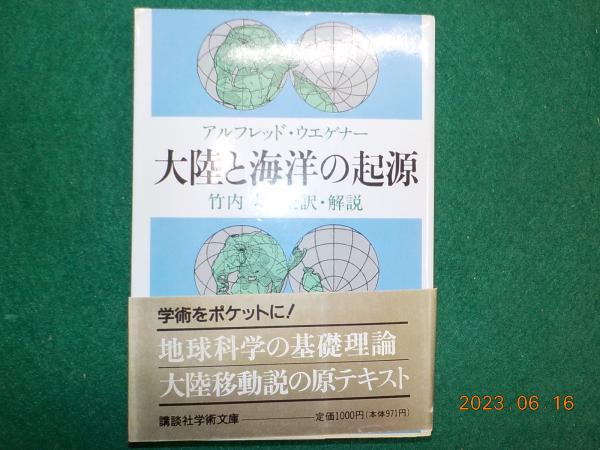 アルフレッド・ウエゲナー
大陸と海洋の起源
竹内 訳・解説
学術をポケットに!
地球科学の基礎理論
大陸移動説の原テキスト
講談社学術文庫 定価1000円(本体971円)
2023.06.16